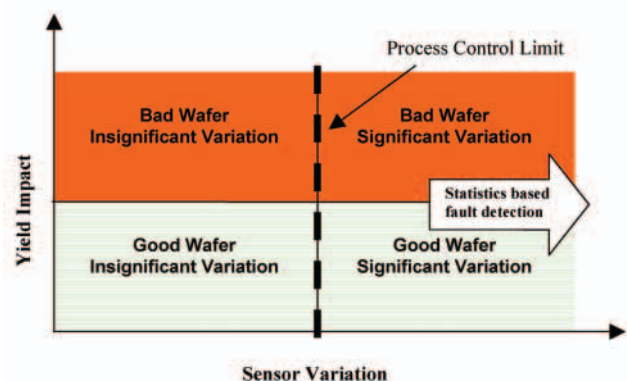 Process Control Limit
Bad Wafer
Insignificant Variation
Bad Wafer
Significant Variation
Statistics based
fault detection
Good Wafer
Insignificant Variation
Good Wafer
Significant Variation
Yield Impact
Sensor Variation